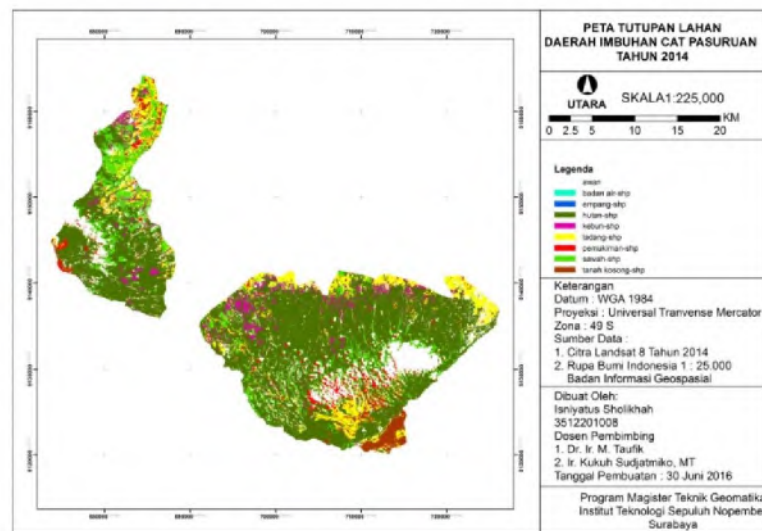 PETA TUTUPAN LAHAN
DAERAH IMBUHAN CAT PASURUAN
TAHUN 2014
UTARA
SKALA1:225,000
KM
0 2.5 5 10 15 20
Legenda
awan
badan air-shp
empang-shp
hutan-shp
kebun-shp
ladang-shp
pemukiman-shp
sawah-shp
tanah kosong-shp
Keterangan
Datum : WGA 1984
Proyeksi : Universal Tranvense Mercator
Zona : 49 S
Sumber Data :
1. Citra Landsat 8 Tahun 2014
2. Rupa Bumi Indonesia 1 : 25.000
Badan Informasi Geospasial
Dibuat Oleh:
Isniyatus Sholikhah
3512201008
Dosen Pembimbing
1. Dr. Ir. M. Taufik
2. Ir. Kukuh Sudjatmiko, MT
Tanggal Pembuatan : 30 Juni 2016
Program Magister Teknik Geomatika
Institut Teknologi Sepuluh Nopember
Surabaya